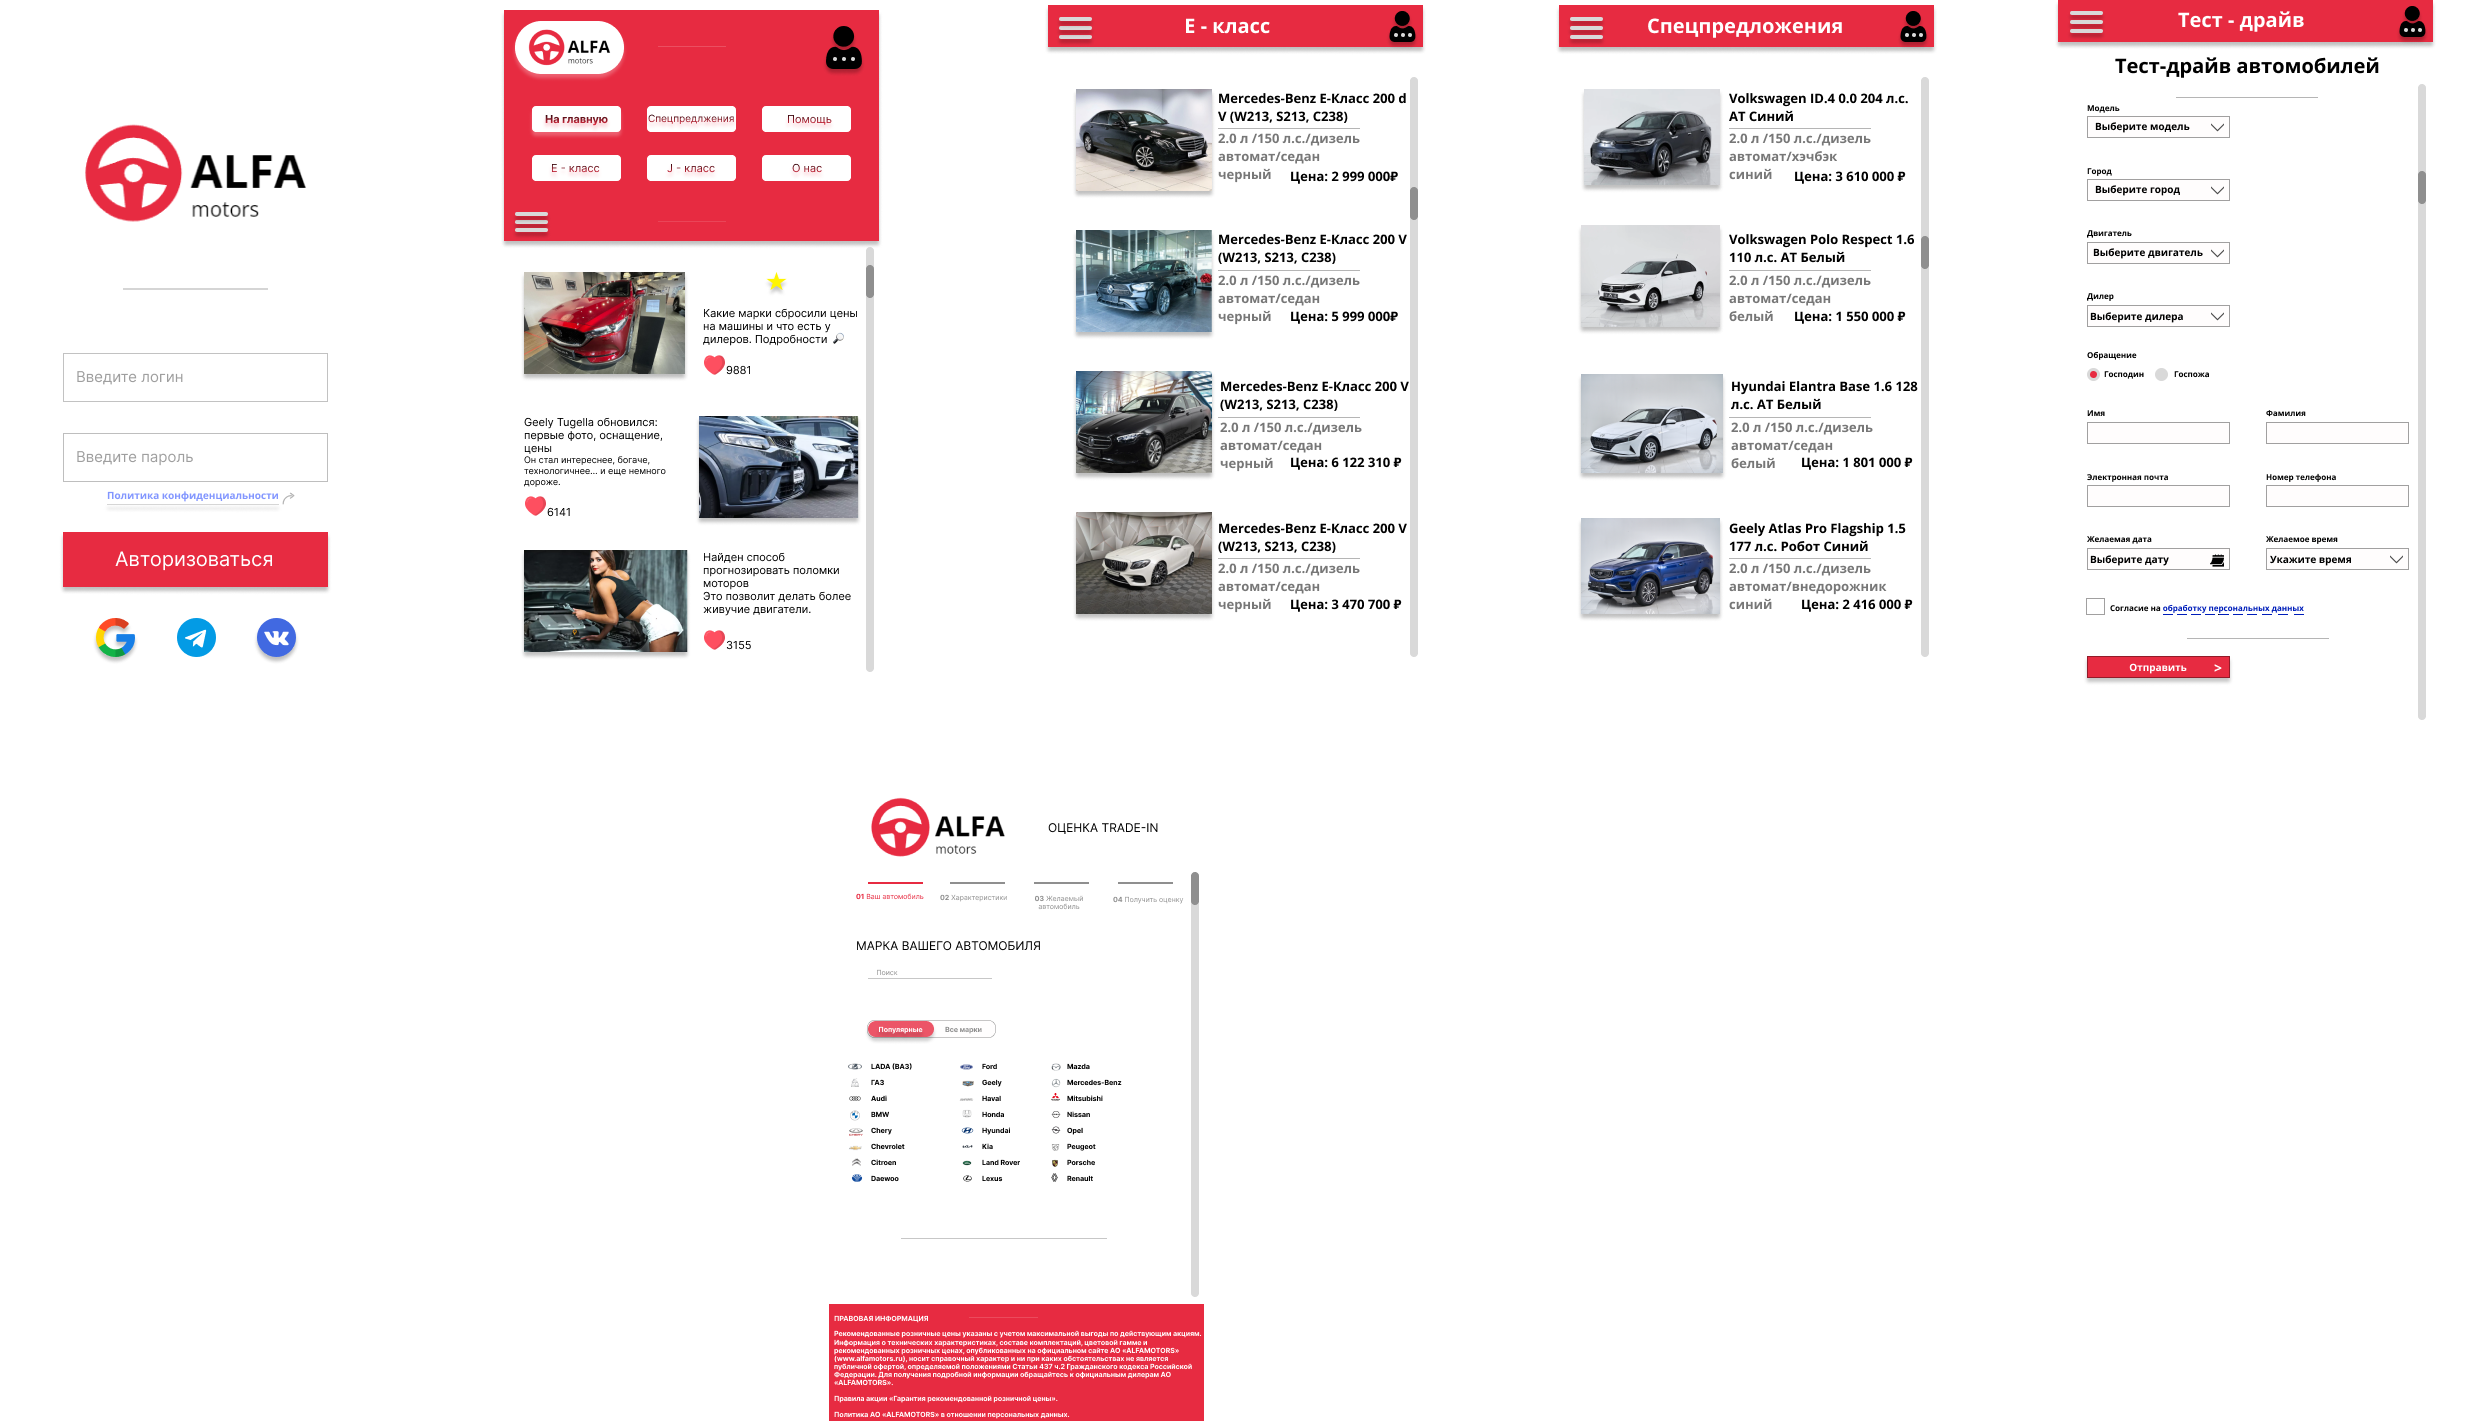 ALFA
motors
Введите логин
Введите пароль
Политика конфиденциальности
Авторизоваться
ALFA
motors
На главную
Спецпредлжения
Помощь
E - класс
J - класс
О нас
Какие марки сбросили цены
на машины и что есть у
дилеров. Подробности
9881
Geely Tugella обновился:
первые фото, оснащение,
цены
Он стал интереснее, богаче,
технологичнее... и еще немного
дороже.
6141
Найден способ
прогнозировать поломки
моторов
Это позволит делать более
живучие двигатели.
3155
E - класс
Mercedes-Benz E-Класс 200 d
V (W213, S213, C238)
2.0 л /150 л.с./дизель
автомат/седан
черный Цена: 2 999 000₽
Mercedes-Benz E-Класс 200 V
(W213, S213, C238)
2.0 л /150 л.с./дизель
автомат/седан
черный Цена: 5 999 000₽
Mercedes-Benz E-Класс 200 V
(W213, S213, C238)
2.0 л /150 л.с./дизель
автомат/седан
черный Цена: 6 122 310 ₽
Mercedes-Benz E-Класс 200 V
(W213, S213, C238)
2.0 л /150 л.с./дизель
автомат/седан
черный Цена: 3 470 700 ₽
Спецпредложения
Volkswagen ID.4 0.0 204 л.с.
AT Синий
2.0 л /150 л.с./дизель
автомат/хэчбэк
синий Цена: 3 610 000 ₽
Volkswagen Polo Respect 1.6
110 л.с. AT Белый
2.0 л /150 л.с./дизель
автомат/седан
белый Цена: 1 550 000 ₽
Hyundai Elantra Base 1.6 128
л.с. AT Белый
2.0 л /150 л.с./дизель
автомат/седан
белый Цена: 1 801 000 ₽
Geely Atlas Pro Flagship 1.5
177 л.с. Робот Синий
2.0 л /150 л.с./дизель
автомат/внедорожник
синий Цена: 2 416 000 ₽
Тест - драйв
Тест-драйв автомобилей
Модель
Выберите модель
Город
Выберите город
Двигатель
Выберите двигатель
Дилер
Выберите дилера
Обращение
Господин Госпожа
Имя Фамилия
Электронная почта Номер телефона
Желаемая дата Желаемое время
Выберите дату Укажите время
Согласие на обработку персональных данных
Отправить >
ALFA
motors
ОЦЕНКА TRADE-IN
01 Ваш автомобиль
02 Характеристики
03 Желаемый
автомобиль
04 Получить оценку
МАРКА ВАШЕГО АВТОМОБИЛЯ
Поиск
Популярные Все марки
LADA (ВАЗ) Ford Mazda
ГАЗ Geely Mercedes-Benz
Audi Haval Mitsubishi
BMW Honda Nissan
Chery Hyundai Opel
Chevrolet Kia Peugeot
Citroen Land Rover Porsche
Daewoo Lexus Renault
ПРАВОВАЯ ИНФОРМАЦИЯ
Рекомендованные розничные цены указаны с учетом максимальной выгоды по действующим акциям.
Информация о технических характеристиках, составе комплектаций, цветовой гамме и
рекомендованных розничных ценах, опубликованных на официальном сайте АО «ALFAMOTORS»
(www.alfamotors.ru), носит справочный характер и ни при каких обстоятельствах не является
публичной офертой, определяемой положениями Статьи 437 ч.2 Гражданского кодекса Российской
Федерации. Для получения подробной информации обращайтесь к официальным дилерам АО
«ALFAMOTORS».
Правила акции «Гарантия рекомендованной розничной цены».
Политика АО «ALFAMOTORS» в отношении персональных данных.